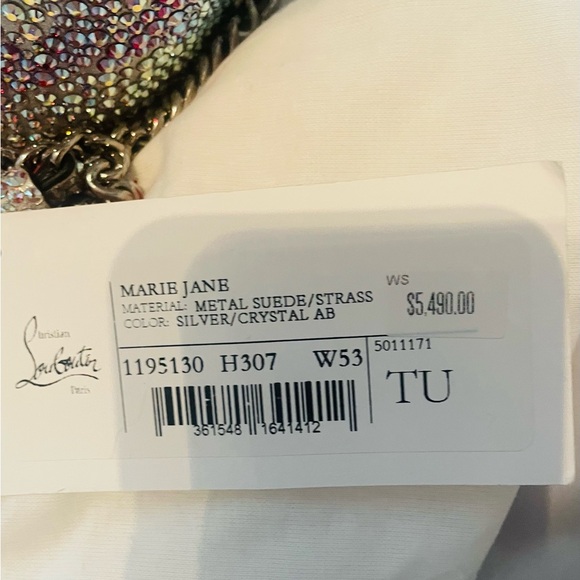 Christian
Louboutin
Paris
MARIE JANE
MATERIAL: METAL SUEDE/STRASS
COLOR: SILVER/CRYSTAL AB
WS
$5,490.00
1195130 H307 W53
5011171
TU
361548 1641412